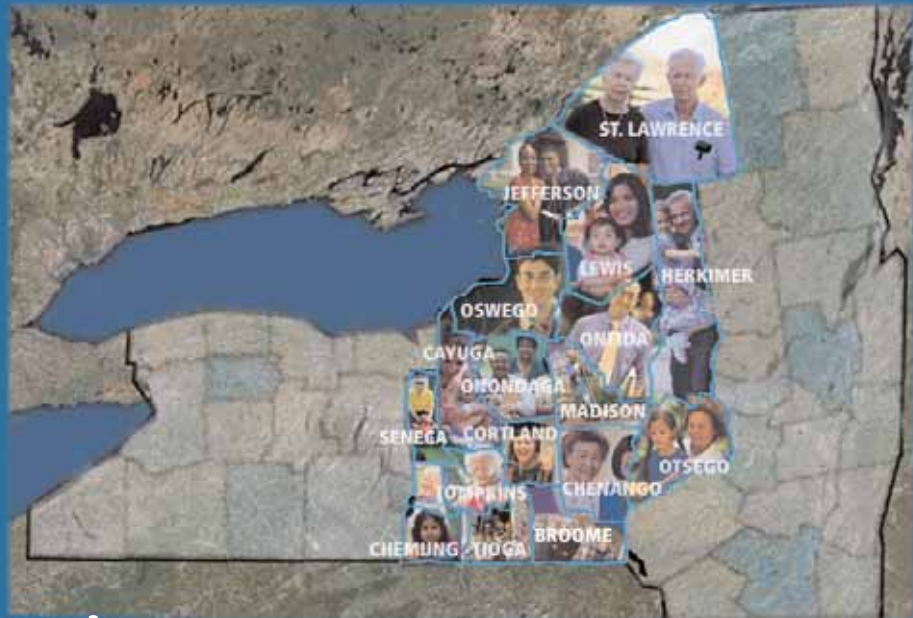 ST. LAWRENCE
JEFFERSON
LEWIS
HERKIMER
OSWEGO
ONEIDA
CAYUGA
ONONDAGA
MADISON
SENECA
CORTLAND
OTSEGO
TOMPKINS
CHENANGO
BROOME
CHEMUNG
TIOGA